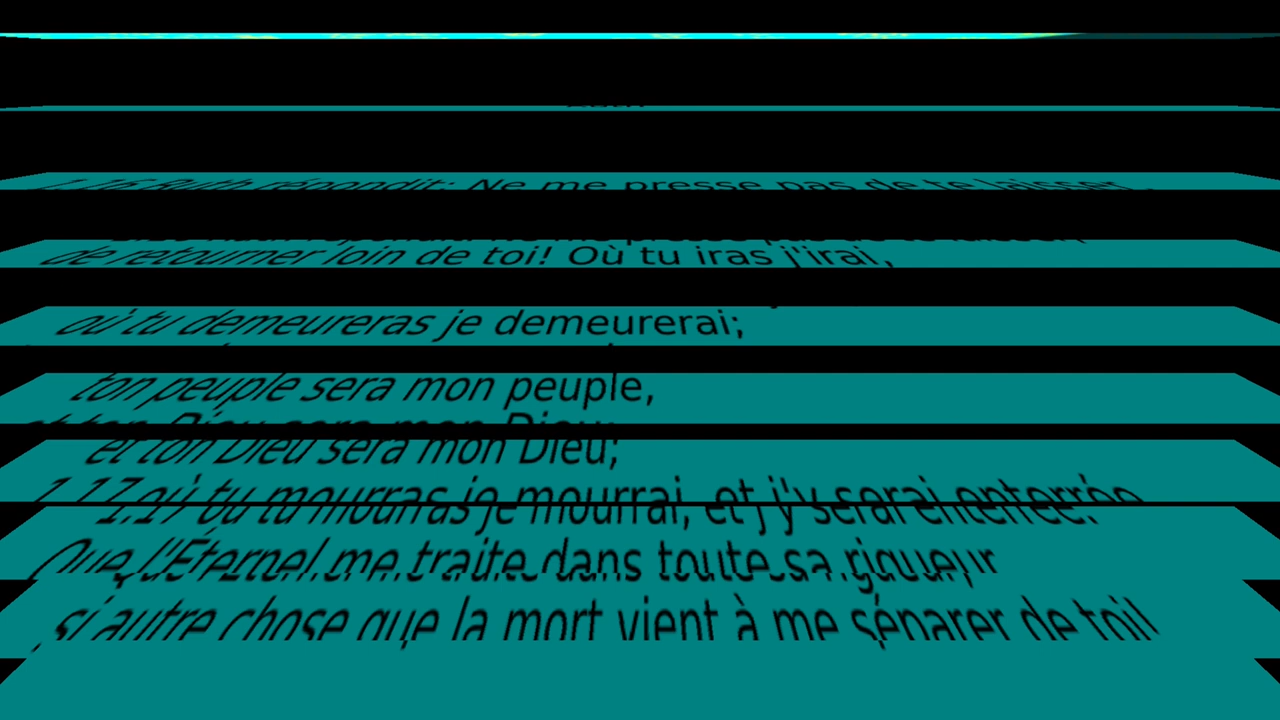 1.16 Ruth répondit: Ne me presse pas de te laisser,
de retourner loin de toi! Où tu iras j'irai,
où tu demeureras je demeurerai;
ton peuple sera mon peuple,
et ton Dieu sera mon Dieu;
1.17 où tu mourras je mourrai, et j'y serai enterrée.
Que l'Éternel me traite dans toute sa rigueur
si autre chose que la mort vient à me séparer de toi!